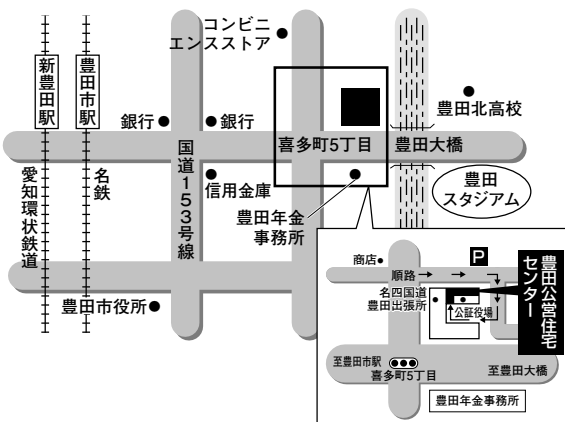 コンビニ
エンスストア
新豊田駅
豊田市駅
豊田北高校
銀行
銀行
喜多町5丁目
豊田大橋
愛知環状鉄道
名鉄
国道153号線
信用金庫
豊田年金
事務所
豊田
スタジアム
豊田市役所
商店
P
順路
豊田公営住宅
センター
名四国道
豊田出張所
公証役場
至豊田市駅
喜多町5丁目
至豊田大橋
豊田年金事務所